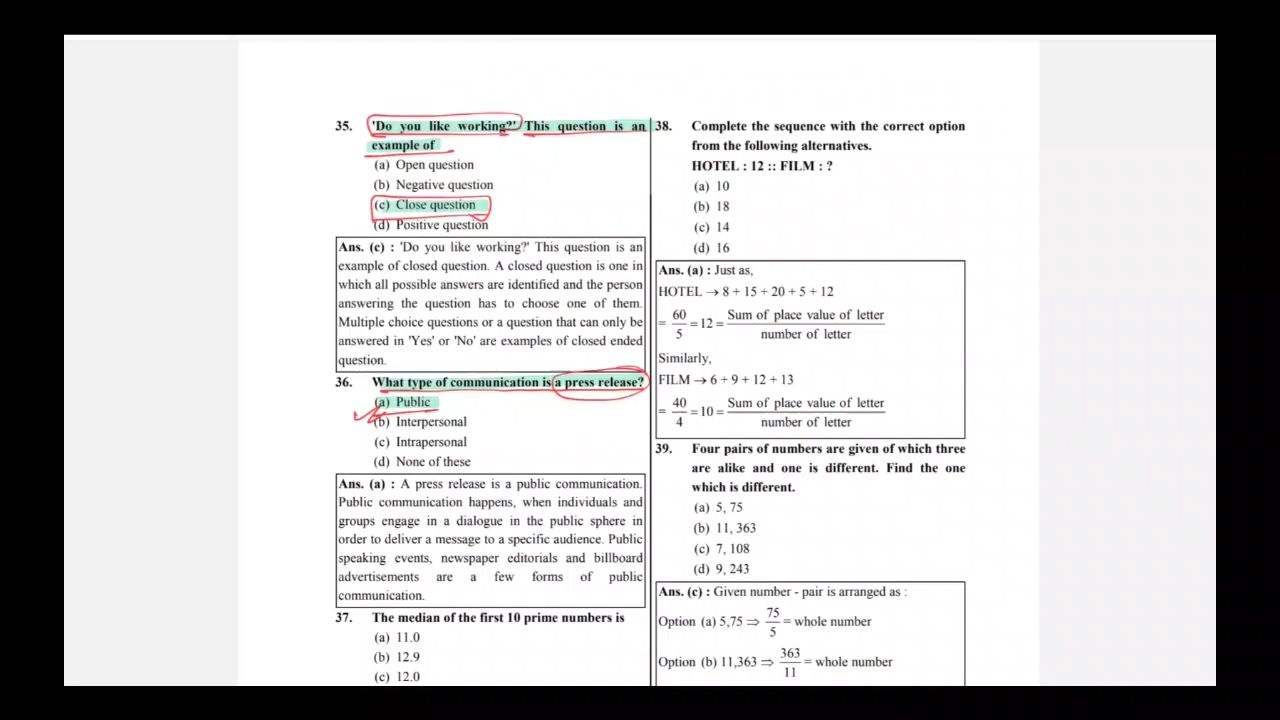 35. 'Do you like working?' This question is an
example of
(a) Open question
(b) Negative question
(c) Close question
(d) Positive question
Ans. (c) : 'Do you like working?' This question is an
example of closed question. A closed question is one in
which all possible answers are identified and the person
answering the question has to choose one of them.
Multiple choice questions or a question that can only be
answered in 'Yes' or 'No' are examples of closed ended
question.
36. What type of communication is a press release?
(a) Public
(b) Interpersonal
(c) Intrapersonal
(d) None of these
Ans. (a) : A press release is a public communication.
Public communication happens, when individuals and
groups engage in a dialogue in the public sphere in
order to deliver a message to a specific audience. Public
speaking events, newspaper editorials and billboard
advertisements are a few forms of public
communication.
37. The median of the first 10 prime numbers is
(a) 11.0
(b) 12.9
(c) 12.0
38. Complete the sequence with the correct option
from the following alternatives.
HOTEL : 12 :: FILM : ?
(a) 10
(b) 18
(c) 14
(d) 16
Ans. (a) : Just as,
HOTEL → 8 + 15 + 20 + 5 + 12
= 60/5 = 12 = Sum of place value of letter / number of letter
Similarly,
FILM → 6 + 9 + 12 + 13
= 40/4 = 10 = Sum of place value of letter / number of letter
39. Four pairs of numbers are given of which three
are alike and one is different. Find the one
which is different.
(a) 5, 75
(b) 11, 363
(c) 7, 108
(d) 9, 243
Ans. (c) : Given number - pair is arranged as :
Option (a) 5,75 ⇒ 75/5 = whole number
Option (b) 11,363 ⇒ 363/11 = whole number